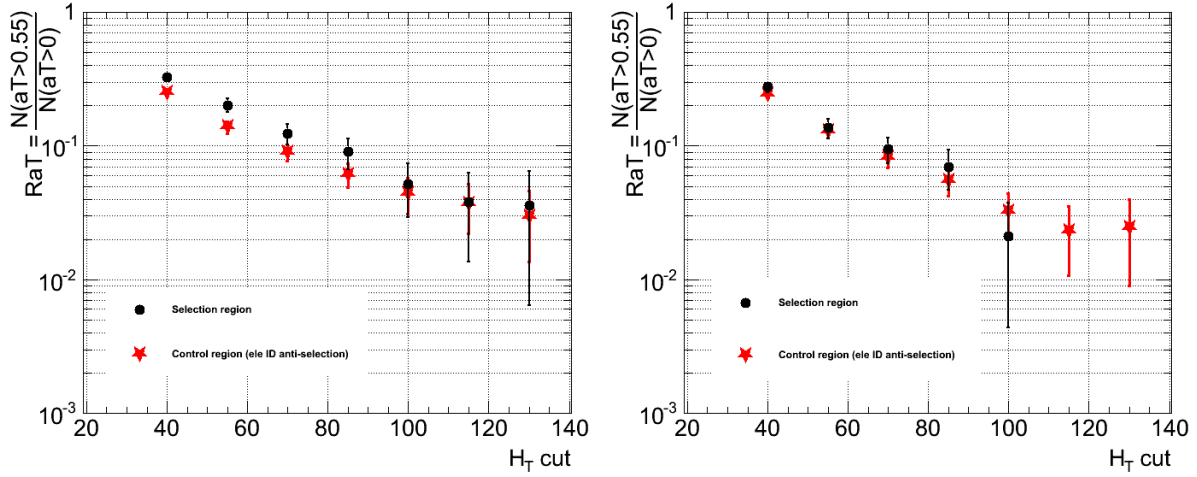 RaT = N(aT>0.55) / N(aT>0)
1
10⁻¹
10⁻²
10⁻³
Selection region
Control region (ele ID anti-selection)
20 40 60 80 100 120 140
H_T cut
RaT = N(aT>0.55) / N(aT>0)
1
10⁻¹
10⁻²
10⁻³
Selection region
Control region (ele ID anti-selection)
20 40 60 80 100 120 140
H_T cut